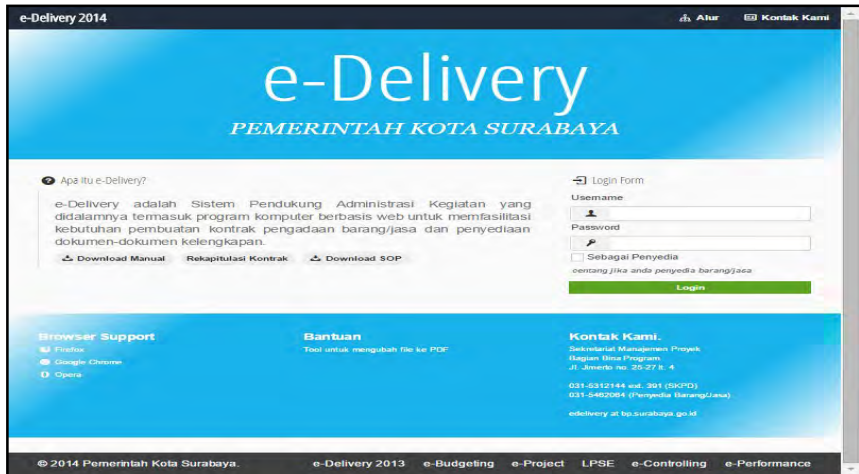 e-Delivery 2014
Alur
Kontak Kami
e-Delivery
PEMERINTAH KOTA SURABAYA
Apa itu e-Delivery?
e-Delivery adalah Sistem Pendukung Administrasi Kegiatan yang
didalamnya termasuk program komputer berbasis web untuk memfasilitasi
kebutuhan pembuatan kontrak pengadaan barang/jasa dan penyediaan
dokumen-dokumen kelengkapan.
Download Manual
Rekapitulasi Kontrak
Download SOP
Login Form
Username
Password
Sebagai Penyedia
centang jika anda penyedia barang/jasa
Login
Browser Support
Firefox
Google Chrome
Opera
Bantuan
Tool untuk mengubah file ke PDF
Kontak Kami.
Sekretariat Manajemen Proyek
Bagian Bina Program
Jl. Jimerto no. 25-27 lt. 4
031-5312144 ext. 391 (SKPD)
031-5462084 (Penyedia Barang/Jasa)
edelivery at bp.surabaya.go.id
© 2014 Pemerintah Kota Surabaya.
e-Delivery 2013
e-Budgeting
e-Project
LPSE
e-Controlling
e-Performance